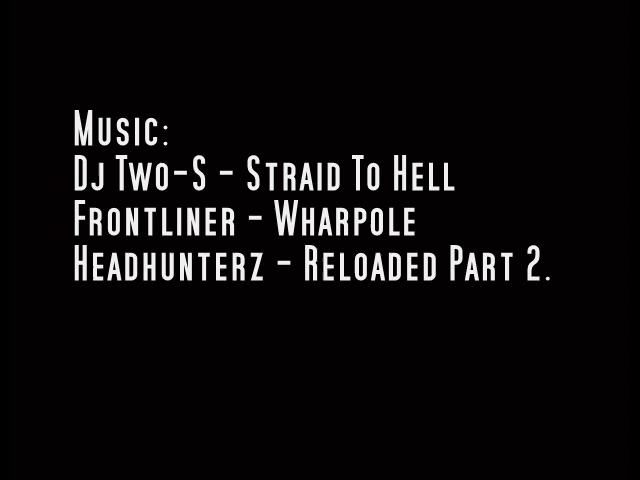 Music:
Dj Two-S - Straid To Hell
Frontliner - Wharpole
Headhunterz - Reloaded Part 2.